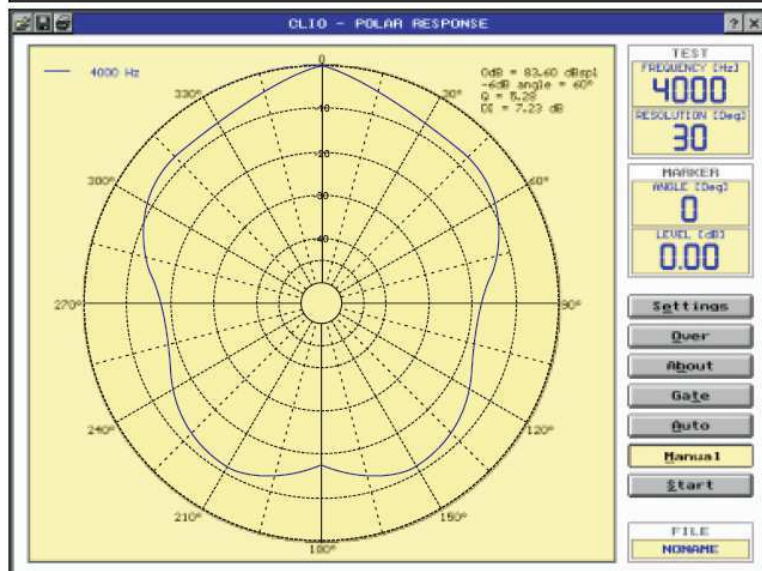 CLIO - POLAR RESPONSE
? X
4000 Hz
0dB = 83.60 dBspl
-6dB angle = 60°
Q = 5.28
DI = 7.23 dB
0
330°
30°
-10
-20
300°
60°
-30
-40
270°
90°
240°
120°
210°
150°
180°
TEST
FREQUENCY [Hz]
4000
RESOLUTION [Deg]
30
MARKER
ANGLE [Deg]
0
LEVEL [dB]
0.00
Settings
Over
About
Gate
Auto
Manual
Start
FILE
NONAME